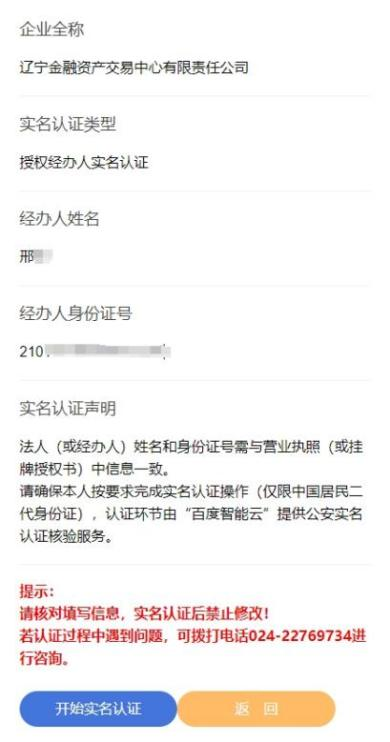 企业全称
辽宁金融资产交易中心有限责任公司
实名认证类型
授权经办人实名认证
经办人姓名
邢
经办人身份证号
210
实名认证声明
法人（或经办人）姓名和身份证号需与营业执照（或挂
牌授权书）中信息一致。
请确保本人按要求完成实名认证操作（仅限中国居民二
代身份证），认证环节由“百度智能云”提供公安实名
认证核验服务。
提示：
请核对填写信息，实名认证后禁止修改！
若认证过程中遇到问题，可拨打电话024-22769734进
行咨询。
开始实名认证
返 回